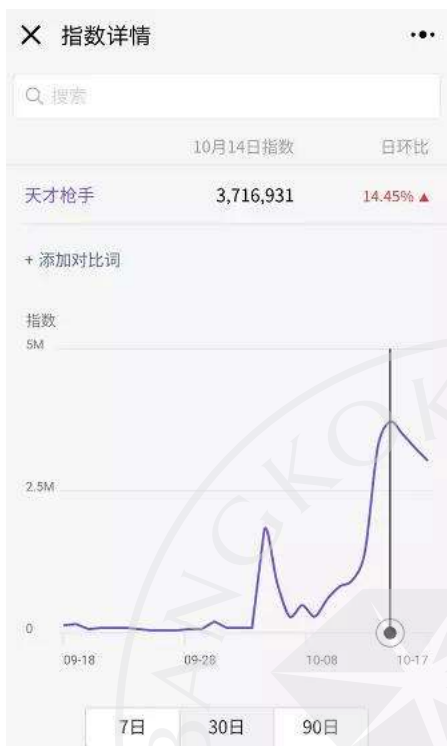 指数详情
搜索
10月14日指数 日环比
天才枪手 3,716,931 14.45% ▲
+ 添加对比词
指数
5M
2.5M
0
09-18 09-28 10-08 10-17
7日 30日 90日